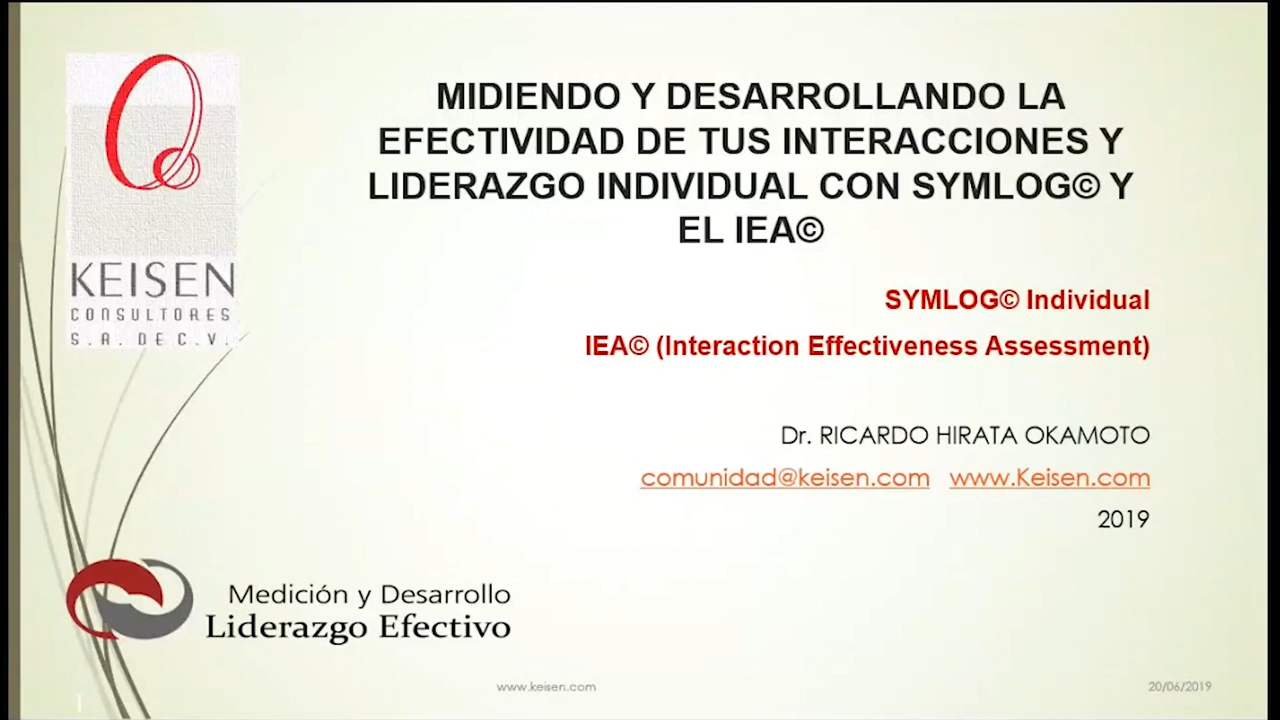 KEISEN
CONSULTORES
S.A. DE C.V.
MIDIENDO Y DESARROLLANDO LA
EFECTIVIDAD DE TUS INTERACCIONES Y
LIDERAZGO INDIVIDUAL CON SYMLOG© Y
EL IEA©
SYMLOG© Individual
IEA© (Interaction Effectiveness Assessment)
Dr. RICARDO HIRATA OKAMOTO
comunidad@keisen.com www.Keisen.com
2019
Medición y Desarrollo
Liderazgo Efectivo
1
www.keisen.com
20/06/2019